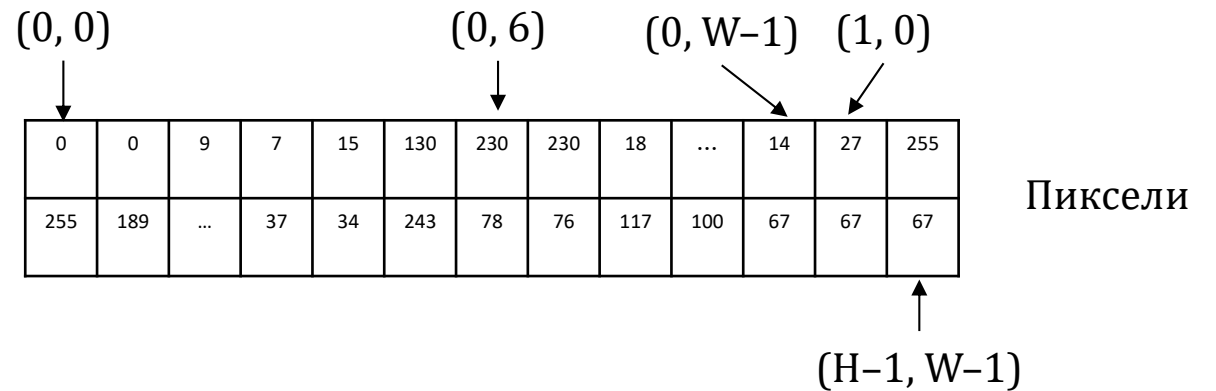 (0, 0) (0, 6) (0, W–1) (1, 0)
0 0 9 7 15 130 230 230 18 ... 14 27 255
255 189 ... 37 34 243 78 76 117 100 67 67 67
Пиксели
(H–1, W–1)